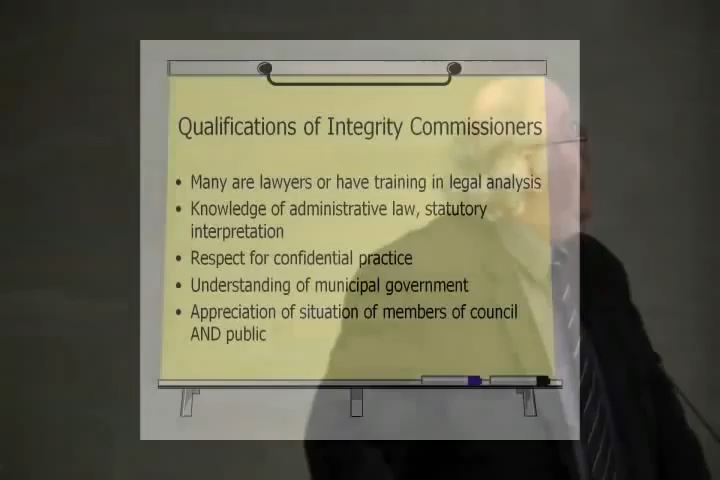 Qualifications of Integrity Commissioners
• Many are lawyers or have training in legal analysis
• Knowledge of administrative law, statutory
interpretation
• Respect for confidential practice
• Understanding of municipal government
• Appreciation of situation of members of council
AND public